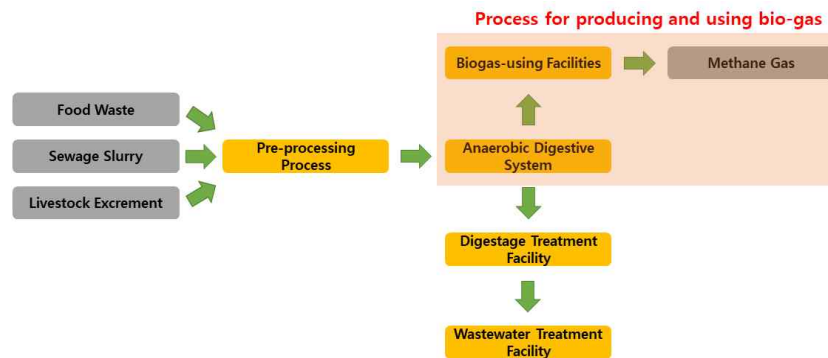 Process for producing and using bio-gas
Biogas-using Facilities
Methane Gas
Food Waste
Sewage Slurry
Livestock Excrement
Pre-processing
Process
Anaerobic Digestive
System
Digestage Treatment
Facility
Wastewater Treatment
Facility